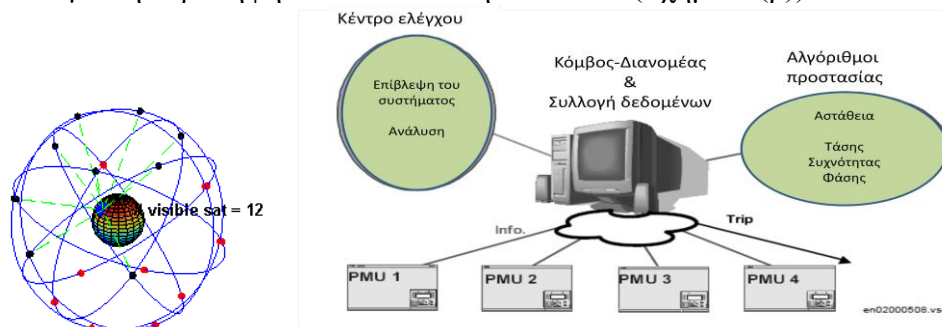 Κέντρο ελέγχου
Επίβλεψη του
συστήματος
Ανάλυση
Κόμβος-Διανομέας
&
Συλλογή δεδομένων
Αλγόριθμοι
προστασίας
Αστάθεια
Τάσης
Συχνότητας
Φάσης
visible sat = 12
Info.
Trip
PMU 1
PMU 2
PMU 3
PMU 4
en02000508.vs